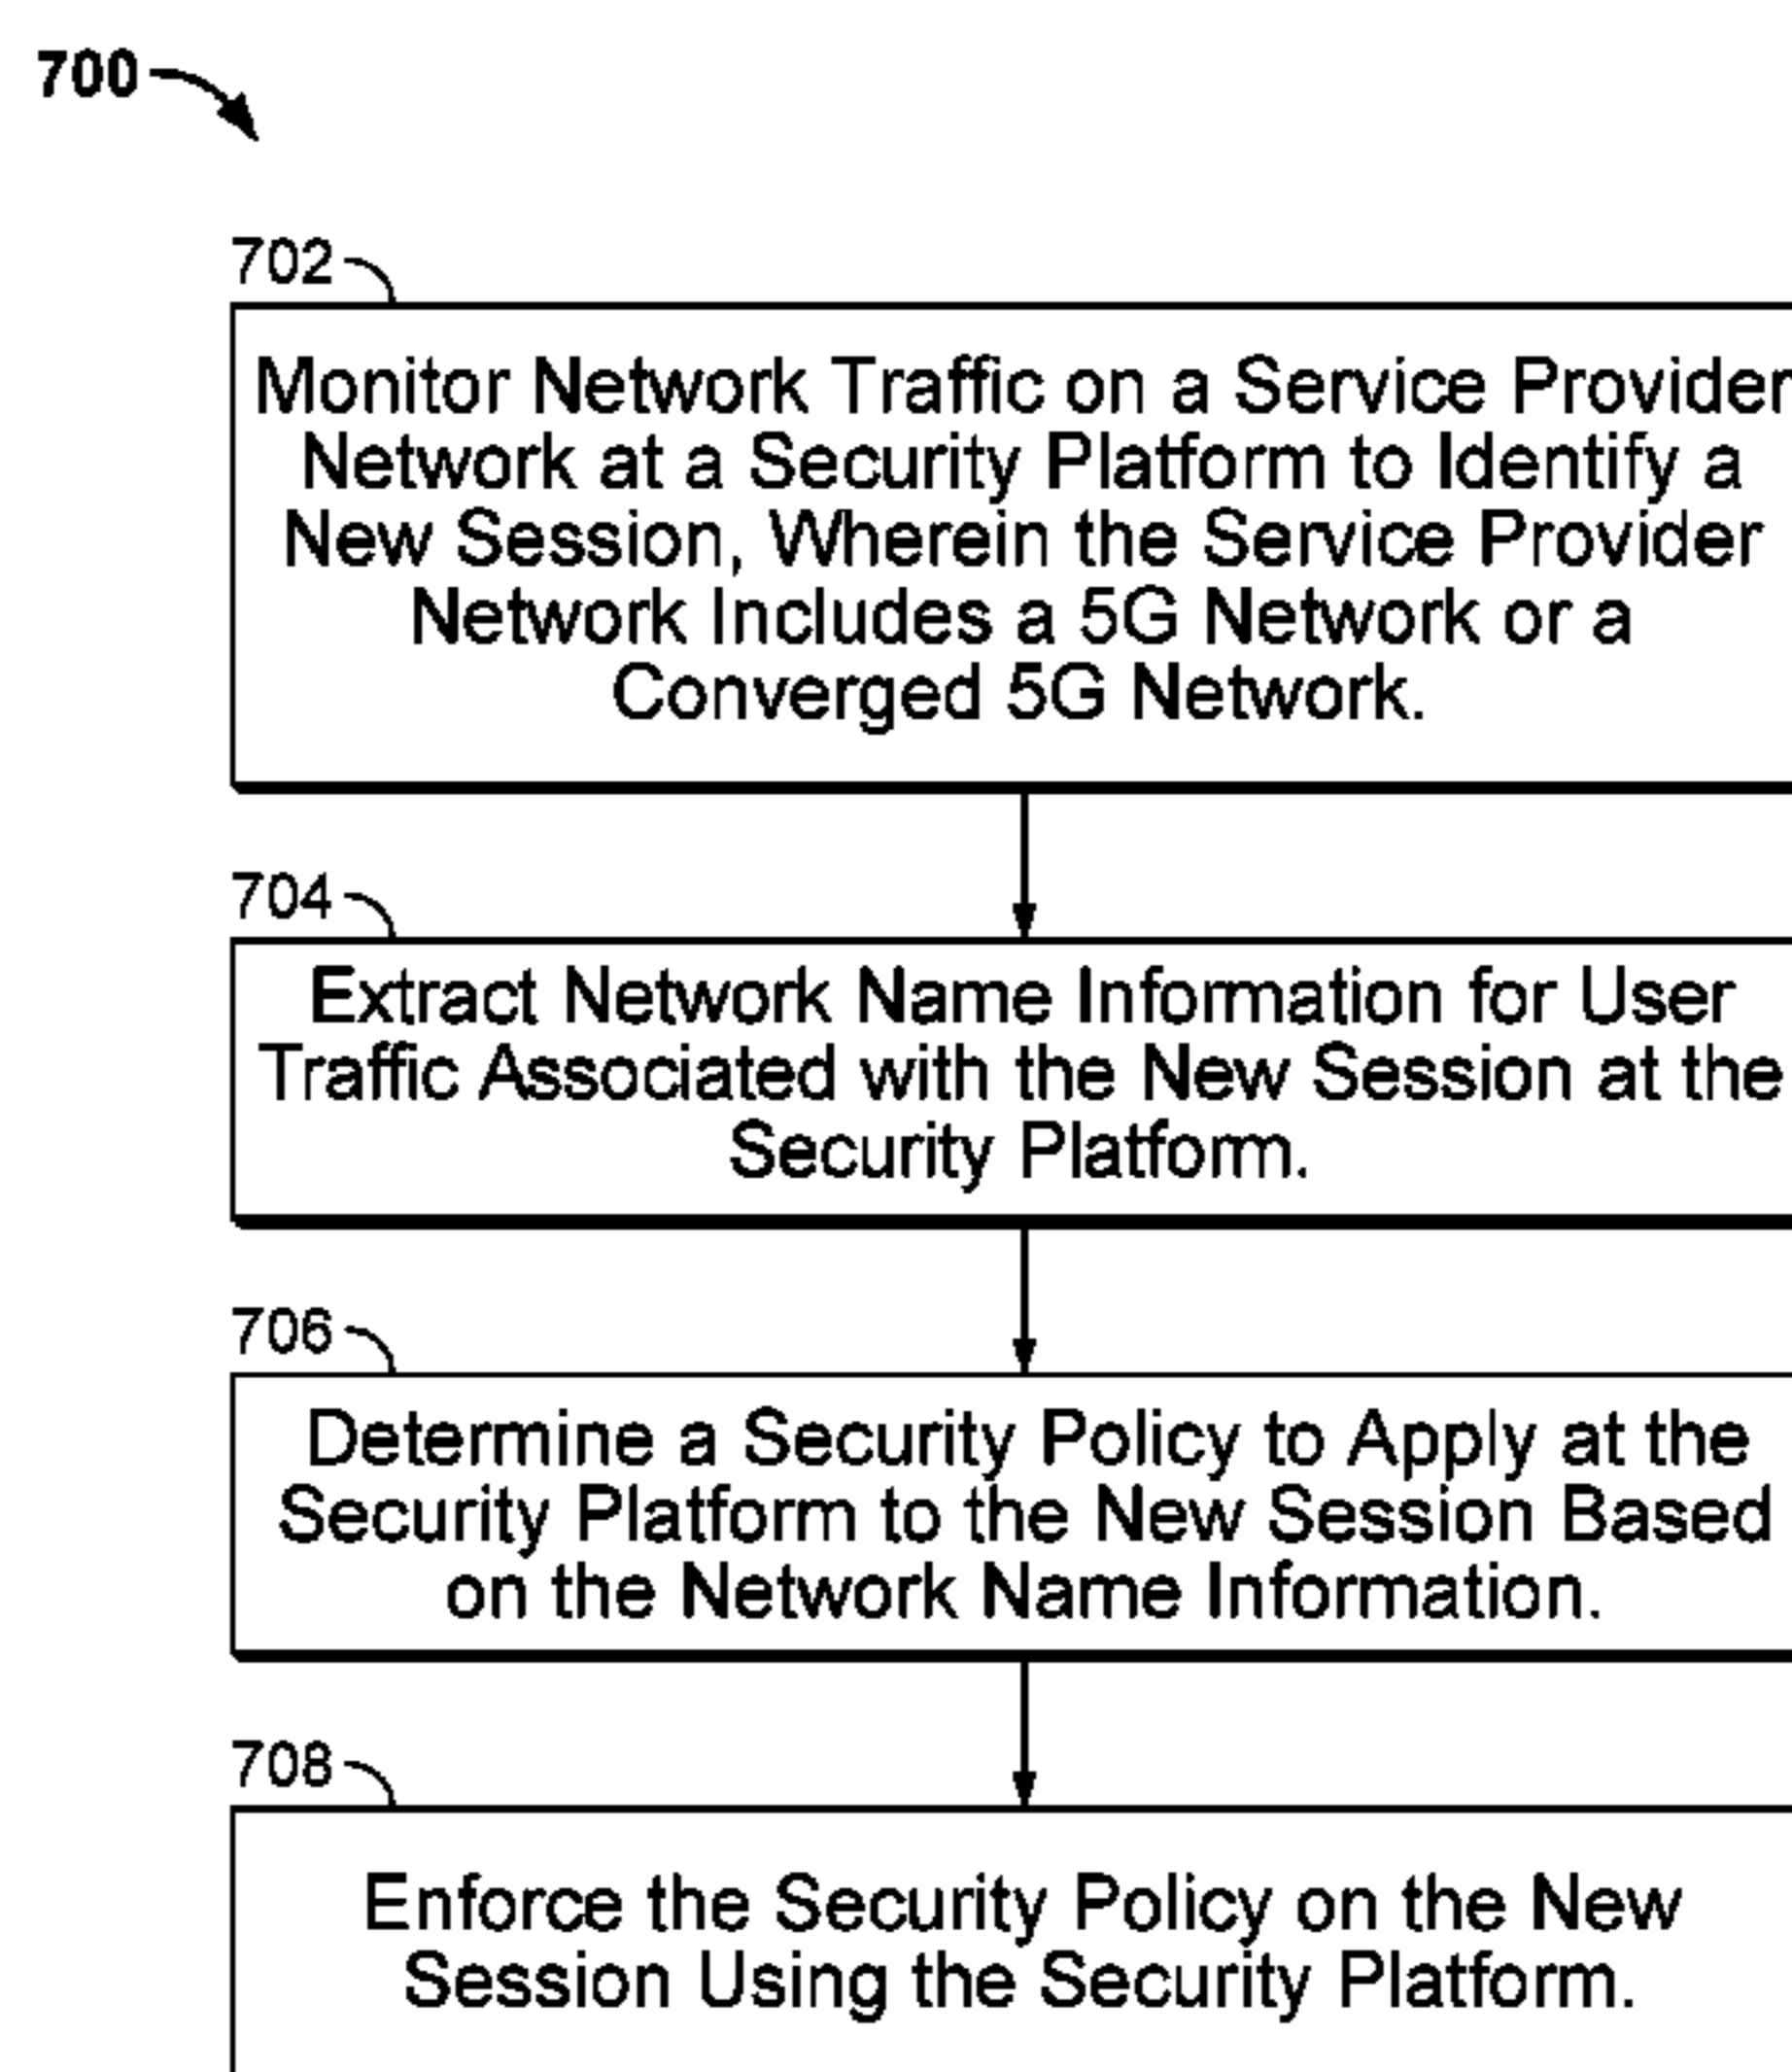 700
702
Monitor Network Traffic on a Service Provider
Network at a Security Platform to Identify a
New Session, Wherein the Service Provider
Network Includes a 5G Network or a
Converged 5G Network.
704
Extract Network Name Information for User
Traffic Associated with the New Session at the
Security Platform.
706
Determine a Security Policy to Apply at the
Security Platform to the New Session Based
on the Network Name Information.
708
Enforce the Security Policy on the New
Session Using the Security Platform.